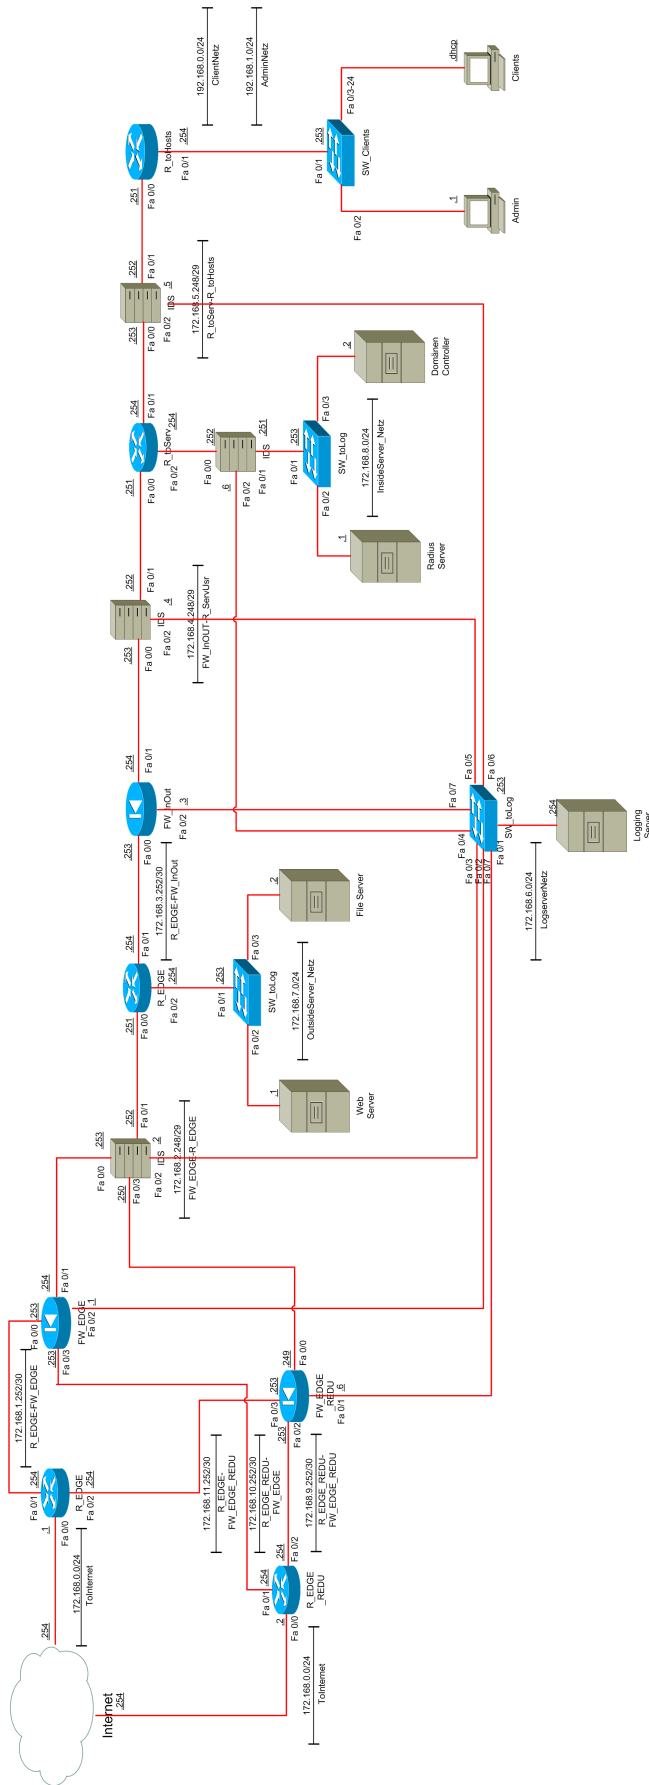 Internet
.254
.254
172.168.0.0/24
ToInternet
172.168.0.0/24
ToInternet
.1
Fa 0/0
Fa 0/1
.254
R_EDGE
Fa 0/2
.254
.2
Fa 0/0
Fa 0/1
.254
R_EDGE
_REDU
.254
Fa 0/2
172.168.1.252/30
R_EDGE-FW_EDGE
172.168.11.252/30
R_EDGE-
FW_EDGE_REDU
172.168.10.252/30
R_EDGE_REDU-
FW_EDGE
172.168.9.252/30
R_EDGE_REDU-
FW_EDGE_REDU
Fa 0/0
.253
.253
Fa 0/3
FW_EDGE
Fa 0/2
.1
.254
Fa 0/1
Fa 0/3
.253
.253
Fa 0/2
FW_EDGE
_REDU
Fa 0/1
.6
.249
Fa 0/0
Fa 0/0
.253
.250
Fa 0/3
Fa 0/2
IDS
.2
.252
Fa 0/1
172.168.2.248/29
FW_EDGE-R_EDGE
.251
Fa 0/0
R_EDGE
Fa 0/2
.254
.254
Fa 0/1
Fa 0/1
.253
SW_toLog
Fa 0/2
Fa 0/3
.1
Web
Server
.2
File Server
172.168.7.0/24
OutsideServer_Netz
172.168.3.252/30
R_EDGE-FW_InOut
.253
Fa 0/0
FW_InOut
Fa 0/2
.3
.254
Fa 0/1
172.168.6.0/24
LogserverNetz
Fa 0/7
Fa 0/4
Fa 0/3
Fa 0/2
Fa 0/7
Fa 0/1
Fa 0/5
Fa 0/6
.253
SW_toLog
.254
Logging
Server
.253
Fa 0/0
Fa 0/2
IDS
.4
.252
Fa 0/1
172.168.4.248/29
FW_InOUT-R_ServUsr
.251
Fa 0/0
R_toServ
Fa 0/2
.254
.254
Fa 0/1
Fa 0/0
.252
.6
Fa 0/2
Fa 0/1
IDS
.251
Fa 0/1
.253
SW_toLog
Fa 0/2
Fa 0/3
.1
Radius
Server
.2
Domänen
Controller
172.168.8.0/24
InsideServer_Netz
.253
Fa 0/0
Fa 0/2
IDS
.5
.252
Fa 0/1
172.168.5.248/29
R_toServ-R_toHosts
.251
Fa 0/0
R_toHosts
Fa 0/1
.254
192.168.0.0/24
ClientNetz
192.168.1.0/24
AdminNetz
Fa 0/1
.253
SW_Clients
Fa 0/2
Fa 0/3-24
.1
Admin
.dhcp
Clients